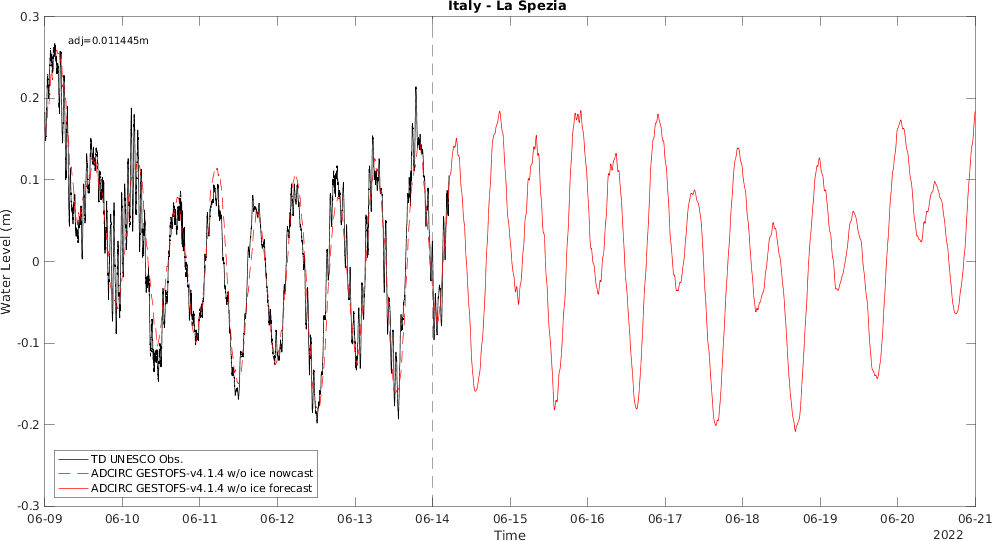 Italy - La Spezia
adj=0.011445m
0.3
0.2
0.1
0
-0.1
-0.2
-0.3
Water Level (m)
TD UNESCO Obs.
ADCIRC GESTOFS-v4.1.4 w/o ice nowcast
ADCIRC GESTOFS-v4.1.4 w/o ice forecast
06-09 06-10 06-11 06-12 06-13 06-14 06-15 06-16 06-17 06-18 06-19 06-20 06-21
Time
2022